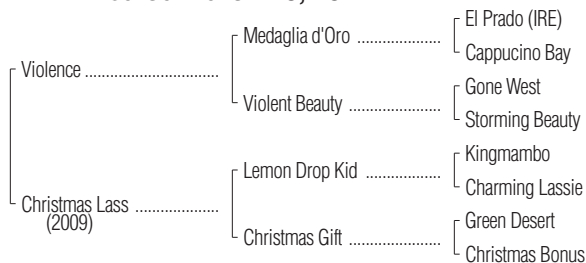 El Prado (IRE)
Medaglia d'Oro ........................
Cappucino Bay
Violence ...................................
Gone West
Violent Beauty ........................
Storming Beauty
Kingmambo
Lemon Drop Kid ...................
Charming Lassie
Christmas Lass .....................
(2009)
Green Desert
Christmas Gift ........................
Christmas Bonus